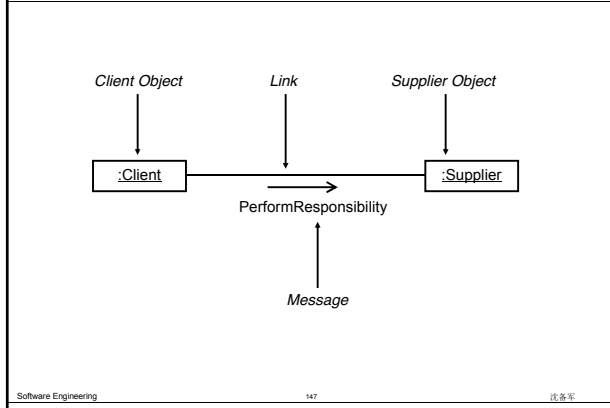 Client Object Link Supplier Object
:Client :Supplier
PerformResponsibility
Message
Software Engineering 147 沈备军